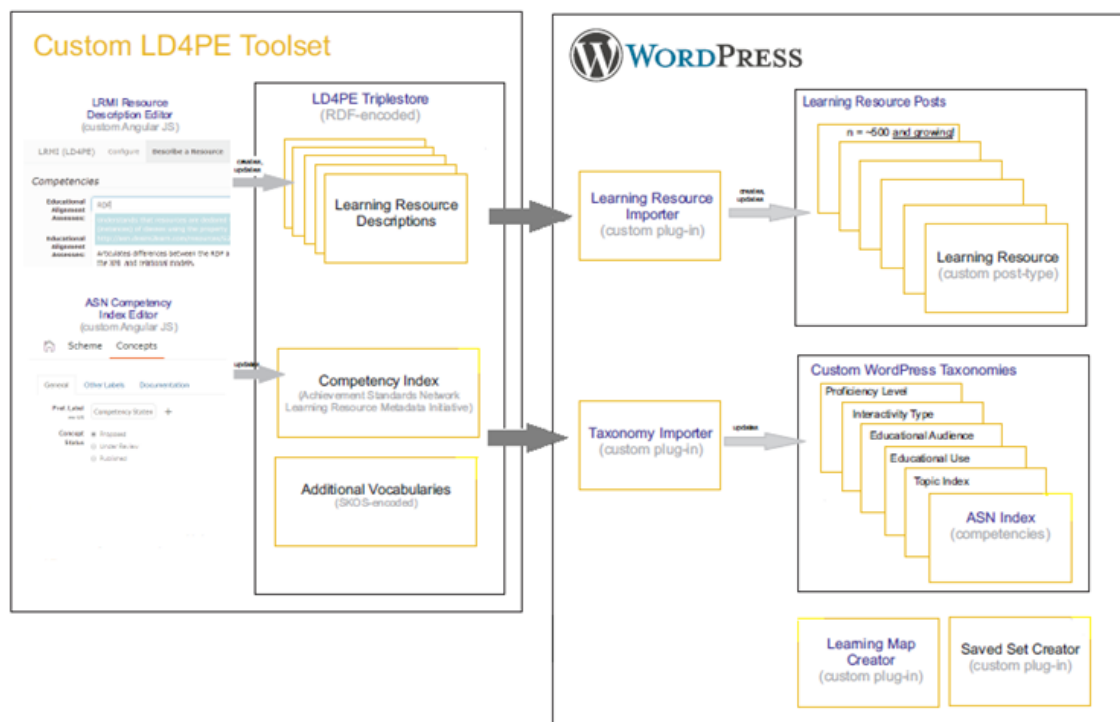 Custom LD4PE Toolset
LRMI Resource
Description Editor
(custom Angular JS)
LRMI (LD4PE) Configure Describe a Resource
Competencies
Educational
Alignment
Assesses:
Educational
Alignment
Assesses:
Articulates differences between the RDF a
the XML and relational models.
ASN Competency
Index Editor
(custom Angular JS)
Scheme Concepts
General Other Labels Documentation
Pref. Label
Competency States +
Concept
Status
Proposed
Under Review
Published
creates,
updates
updates
LD4PE Triplestore
(RDF-encoded)
Learning Resource
Descriptions
Competency Index
(Achievement Standards Network
Learning Resource Metadata Initiative)
Additional Vocabularies
(SKOS-encoded)
WORDPRESS
Learning Resource
Importer
(custom plug-in)
creates,
updates
Learning Resource Posts
n = ~500 and growing!
Learning Resource
(custom post-type)
Taxonomy Importer
(custom plug-in)
updates
Custom WordPress Taxonomies
Proficiency Level
Interactivity Type
Educational Audience
Educational Use
Topic Index
ASN Index
(competencies)
Learning Map
Creator
(custom plug-in)
Saved Set Creator
(custom plug-in)